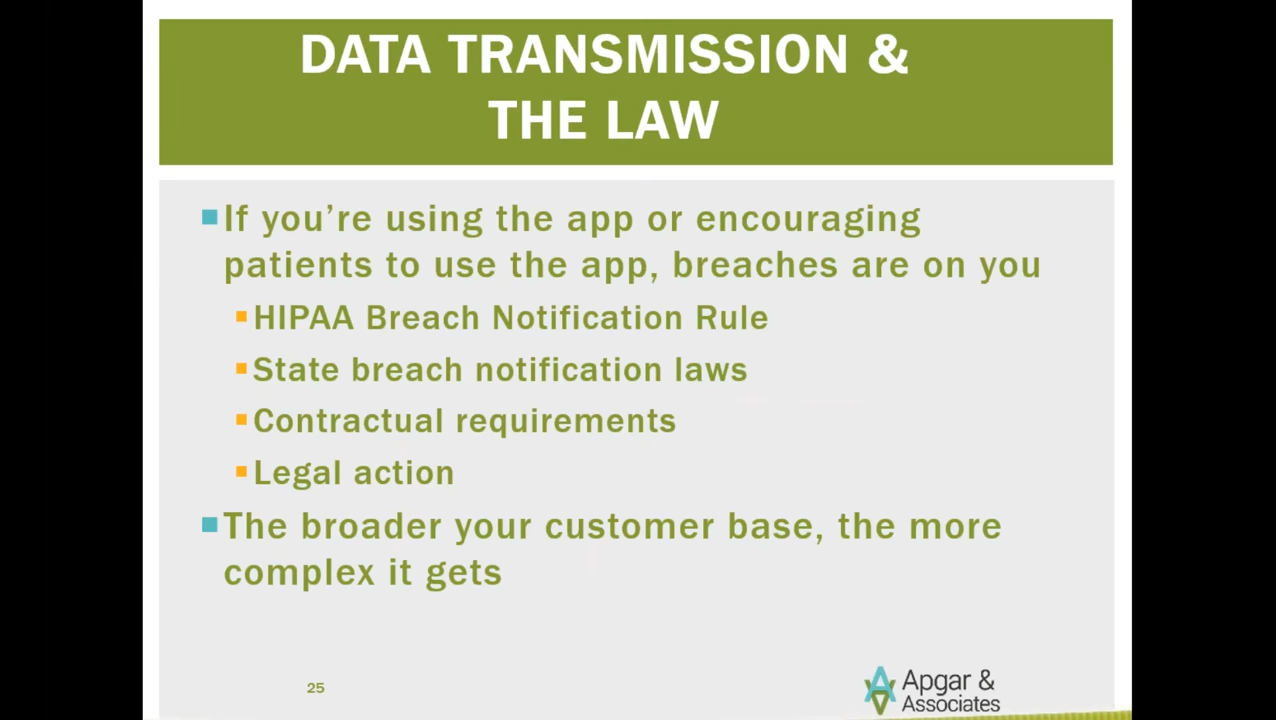 DATA TRANSMISSION &
THE LAW
If you’re using the app or encouraging
patients to use the app, breaches are on you
HIPAA Breach Notification Rule
State breach notification laws
Contractual requirements
Legal action
The broader your customer base, the more
complex it gets
25
Apgar &
Associates